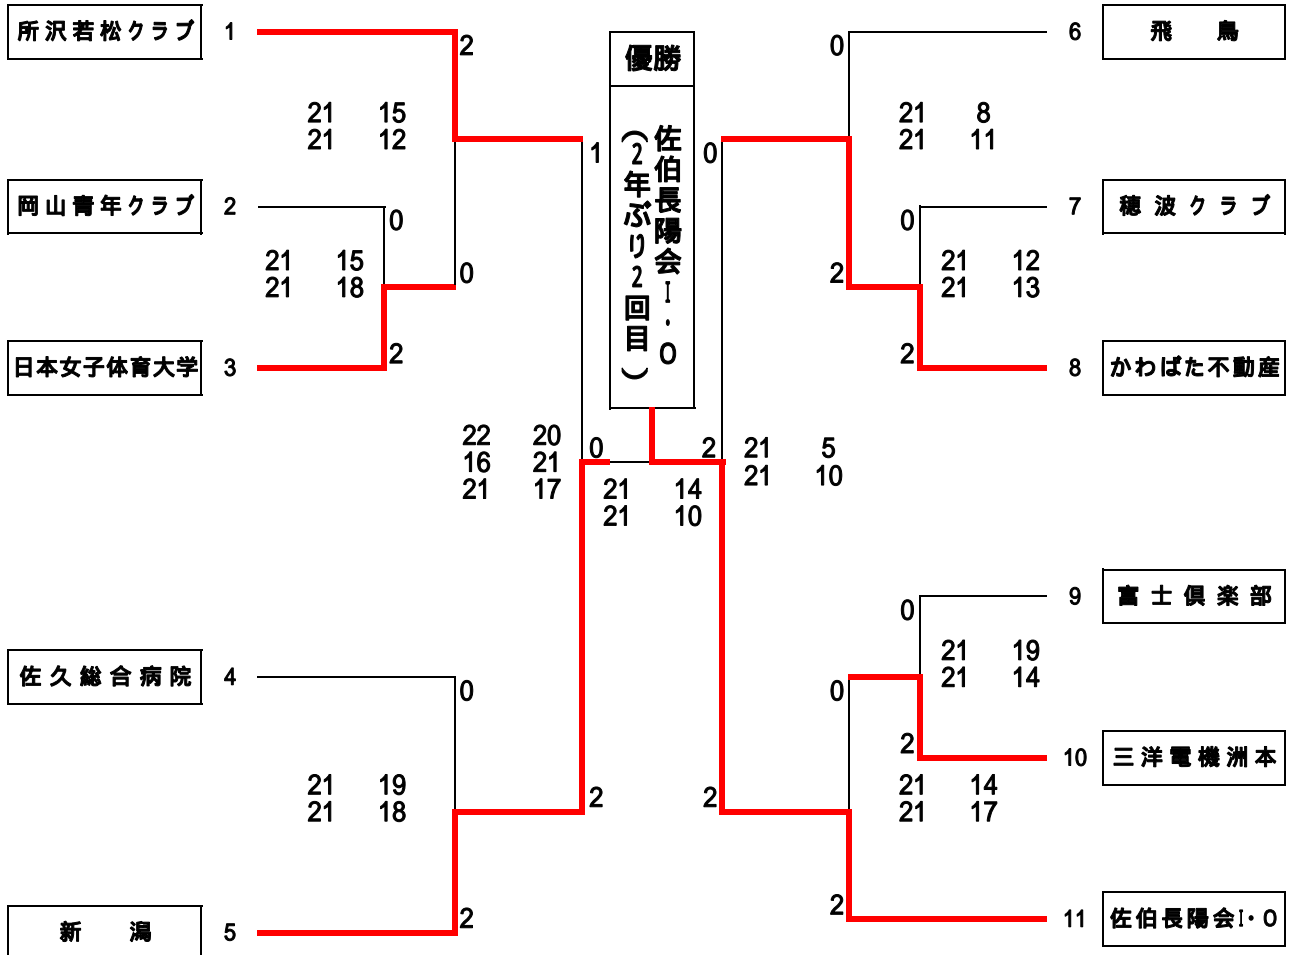 優勝
佐伯長陽会I・O
(2年ぶり2回目)
所沢若松クラブ 1
2
21 15
21 12
1
岡山青年クラブ 2
0
21 15
21 18
0
日本女子体育大学 3
2
22 20
16 21
21 17
0
21 14
21 10
2
佐久総合病院 4
0
21 19
21 18
2
新潟 5
2
0
6 飛鳥
21 8
21 11
0
7 穂波クラブ
0
21 12
21 13
2
8 かわばた不動産
2
21 5
21 10
9 富士倶楽部
0
21 19
21 14
0
10 三洋電機洲本
2
21 14
21 17
2
11 佐伯長陽会I・O
2